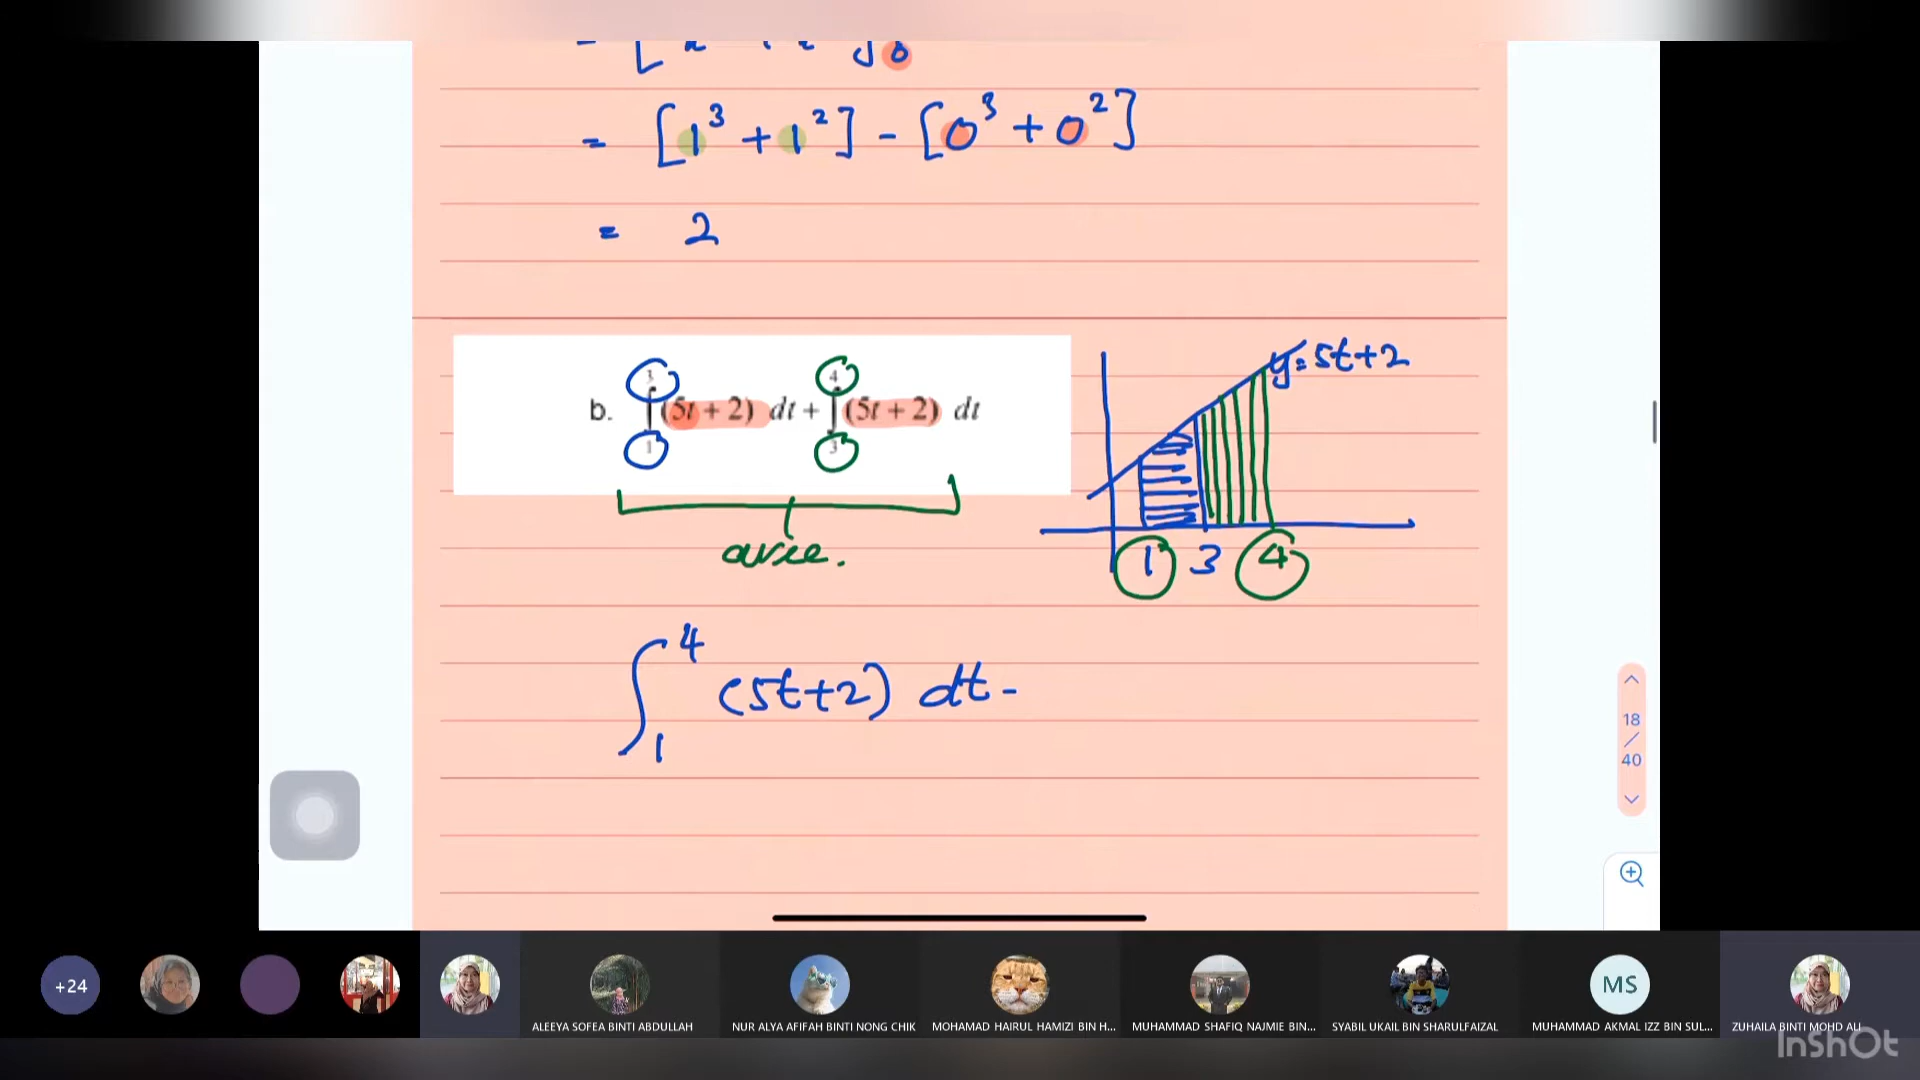 = [1³ + 1²] - [0³ + 0²]
= 2
b. ∫₁³ (5t + 2) dt + ∫₃⁴ (5t + 2) dt
y = 5t+2
1 3 4
∫₁⁴ (5t+2) dt -
18
/
40
+24
MS
ALEEYA SOFEA BINTI ABDULLAH
NUR ALYA AFIFAH BINTI NONG CHIK
MOHAMAD HAIRUL HAMIZI BIN H...
MUHAMMAD SHAFIQ NAJMIE BIN...
SYABIL UKAIL BIN SHARULFAIZAL
MUHAMMAD AKMAL IZZ BIN SUL...
ZUHAILA BINTI MOHD ALI
InShOt